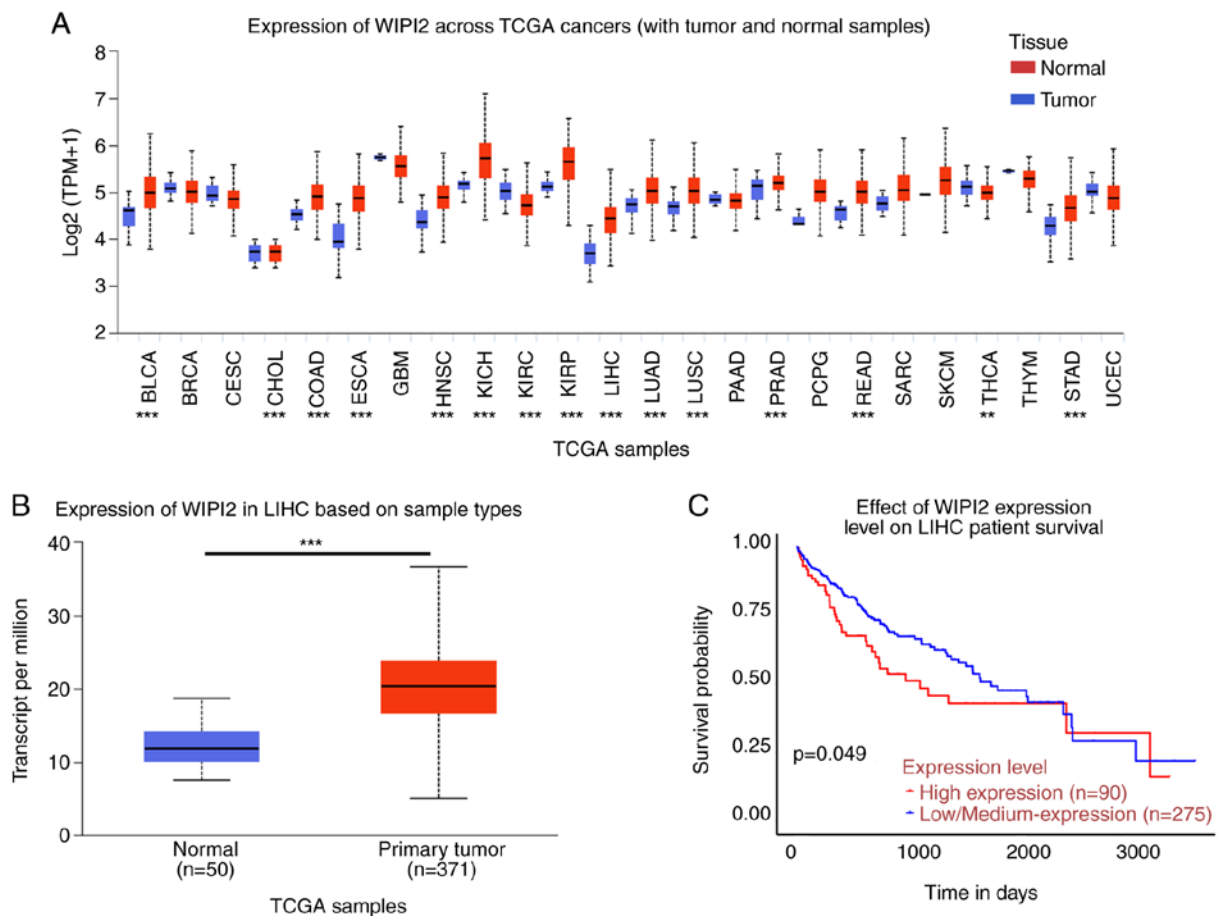 A
Expression of WIPI2 across TCGA cancers (with tumor and normal samples)
Tissue
Normal
Tumor
Log2 (TPM+1)
8
7
6
5
4
3
2
BLCA
BRCA
CESC
CHOL
COAD
ESCA
GBM
HNSC
KICH
KIRC
KIRP
LIHC
LUAD
LUSC
PAAD
PRAD
PCPG
READ
SARC
SKCM
THCA
THYM
STAD
UCEC
*** *** *** *** *** *** *** *** *** *** *** *** *** ** ***
TCGA samples
B
Expression of WIPI2 in LIHC based on sample types
***
Transcript per million
40
30
20
10
0
Normal
(n=50)
Primary tumor
(n=371)
TCGA samples
C
Effect of WIPI2 expression
level on LIHC patient survival
Survival probability
1.00
0.75
0.50
0.25
0.00
p=0.049
Expression level
High expression (n=90)
Low/Medium-expression (n=275)
0 1000 2000 3000
Time in days